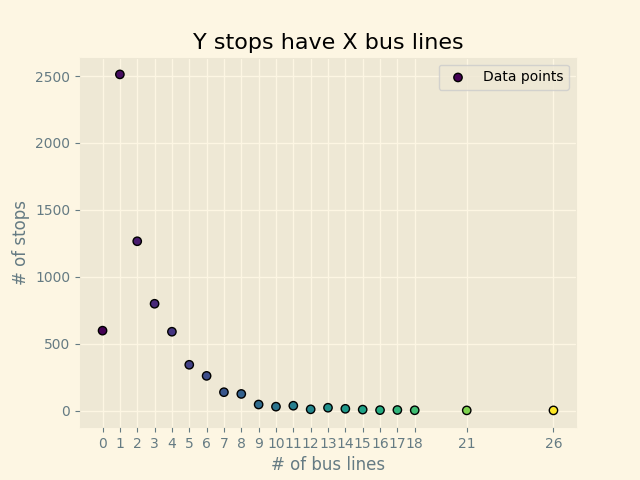 Y stops have X bus lines
Data points
# of stops
2500
2000
1500
1000
500
0
0 1 2 3 4 5 6 7 8 9 10 11 12 13 14 15 16 17 18 21 26
# of bus lines